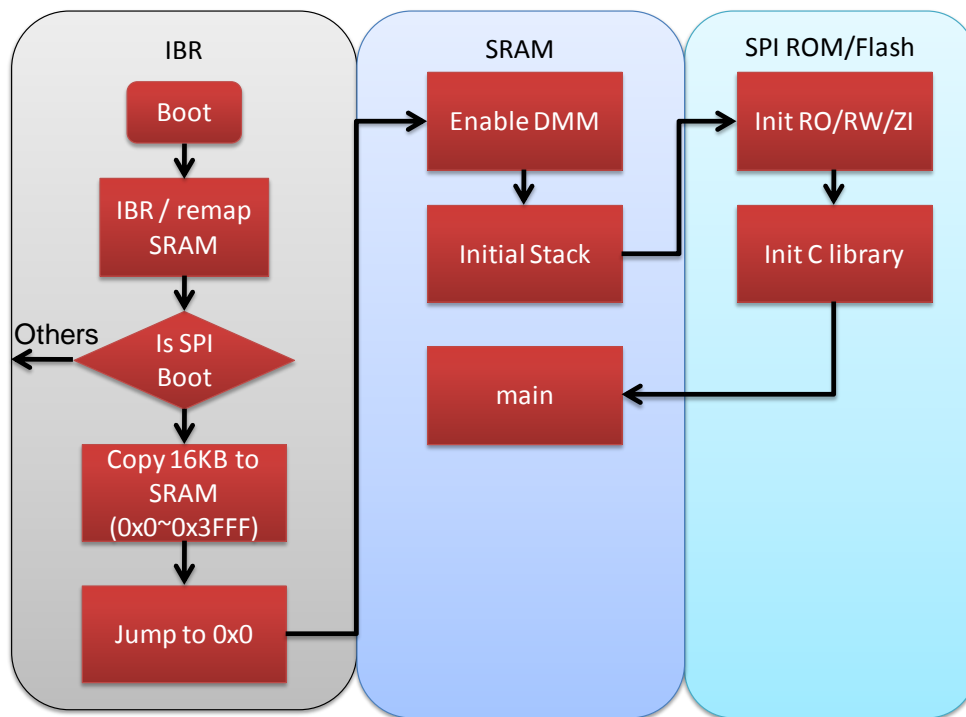 IBR
Boot
IBR / remap
SRAM
Others
Is SPI
Boot
Copy 16KB to
SRAM
(0x0~0x3FFF)
Jump to 0x0
SRAM
Enable DMM
Initial Stack
main
SPI ROM/Flash
Init RO/RW/ZI
Init C library